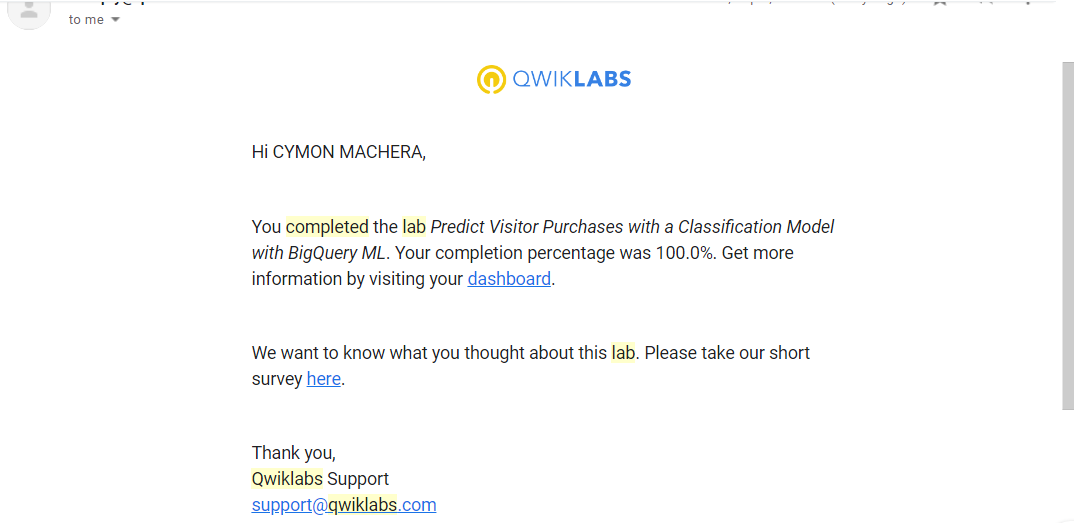 to me
QWIKLABS
Hi CYMON MACHERA,
You completed the lab Predict Visitor Purchases with a Classification Model
with BigQuery ML. Your completion percentage was 100.0%. Get more
information by visiting your dashboard.
We want to know what you thought about this lab. Please take our short
survey here.
Thank you,
Qwiklabs Support
support@qwiklabs.com